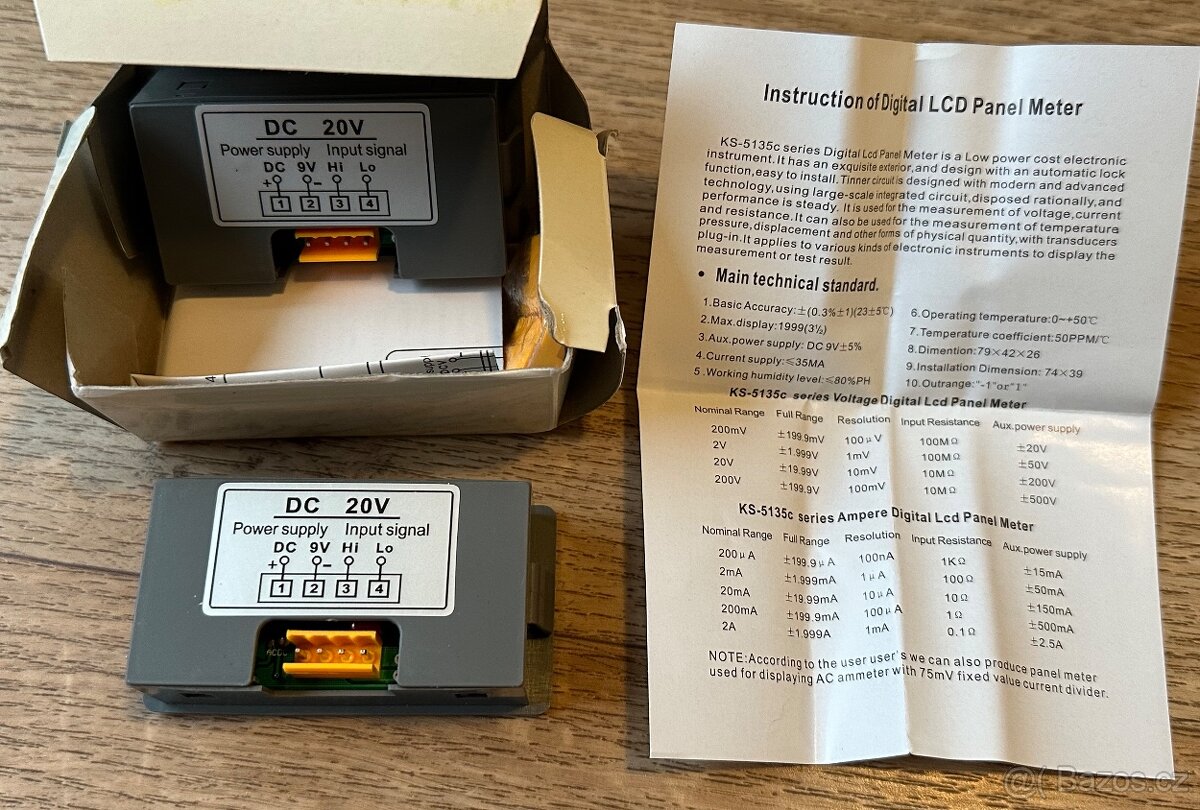 DC 20V
Power supply Input signal
DC 9V Hi Lo
+ -
1 2 3 4
DC 20V
Power supply Input signal
DC 9V Hi Lo
+ -
1 2 3 4
Instruction of Digital LCD Panel Meter
KS-5135c series Digital Lcd Panel Meter is a Low power cost electronic
instrument.It has an exquisite exterior,and design with an automatic lock
function,easy to install.Tinner circuit is designed with modern and advanced
technology,using large-scale integrated circuit,disposed rationally,and
performance is steady. It is used for the measurement of voltage,current
and resistance.It can also be used for the measurement of temperature
pressure,displacement and other forms of physical quantity,with transducers
plug-in.It applies to various kinds of electronic instruments to display the
measurement or test result.
• Main technical standard.
1.Basic Accuracy:±(0.3%±1)(23±5℃)
2.Max.display:1999(3½)
3.Aux.power supply: DC 9V±5%
4.Current supply:≤35MA
5.Working humidity level:≤80%PH
6.Operating temperature:0~+50℃
7.Temperature coefficient:50PPM/℃
8.Dimention:79×42×26
9.Installation Dimension: 74×39
10.Outrange:"-1"or"1"
KS-5135c series Voltage Digital Lcd Panel Meter
Nominal Range Full Range Resolution Input Resistance Aux.power supply
200mV ±199.9mV 100μV 100MΩ ±20V
2V ±1.999V 1mV 100MΩ ±50V
20V ±19.99V 10mV 10MΩ ±200V
200V ±199.9V 100mV 10MΩ ±500V
KS-5135c series Ampere Digital Lcd Panel Meter
Nominal Range Full Range Resolution Input Resistance Aux.power supply
200μA ±199.9μA 100nA 1KΩ ±15mA
2mA ±1.999mA 1μA 100Ω ±50mA
20mA ±19.99mA 10μA 10Ω ±150mA
200mA ±199.9mA 100μA 1Ω ±500mA
2A ±1.999A 1mA 0.1Ω ±2.5A
NOTE:According to the user user's we can also produce panel meter
used for displaying AC ammeter with 75mV fixed value current divider.
Bazos.cz